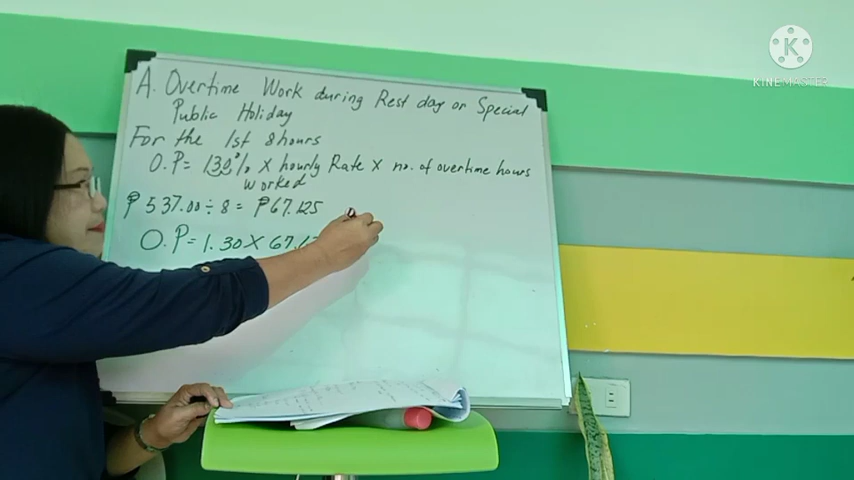 A. Overtime Work during Rest day or Special
Public Holiday
For the 1st 8 hours
O.P = 130% X hourly Rate X no. of overtime hours
worked
₱ 537.00 ÷ 8 = ₱67.125
O.P = 1.30 X 67.12
K
KINEMASTER